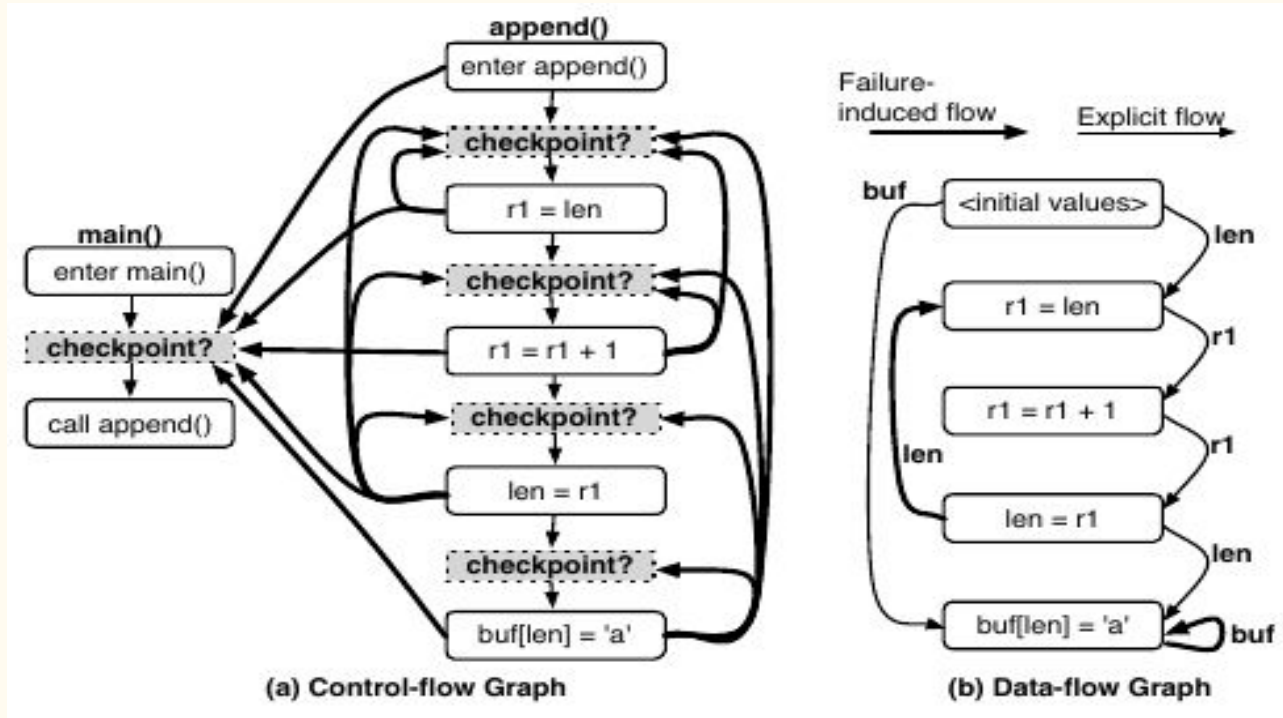 append()
enter append()
checkpoint?
r1 = len
checkpoint?
r1 = r1 + 1
checkpoint?
len = r1
checkpoint?
buf[len] = 'a'
main()
enter main()
checkpoint?
call append()
(a) Control-flow Graph
Failure-
induced flow
Explicit flow
buf
<initial values>
len
r1 = len
r1
r1 = r1 + 1
len
r1
len = r1
len
buf[len] = 'a'
buf
(b) Data-flow Graph